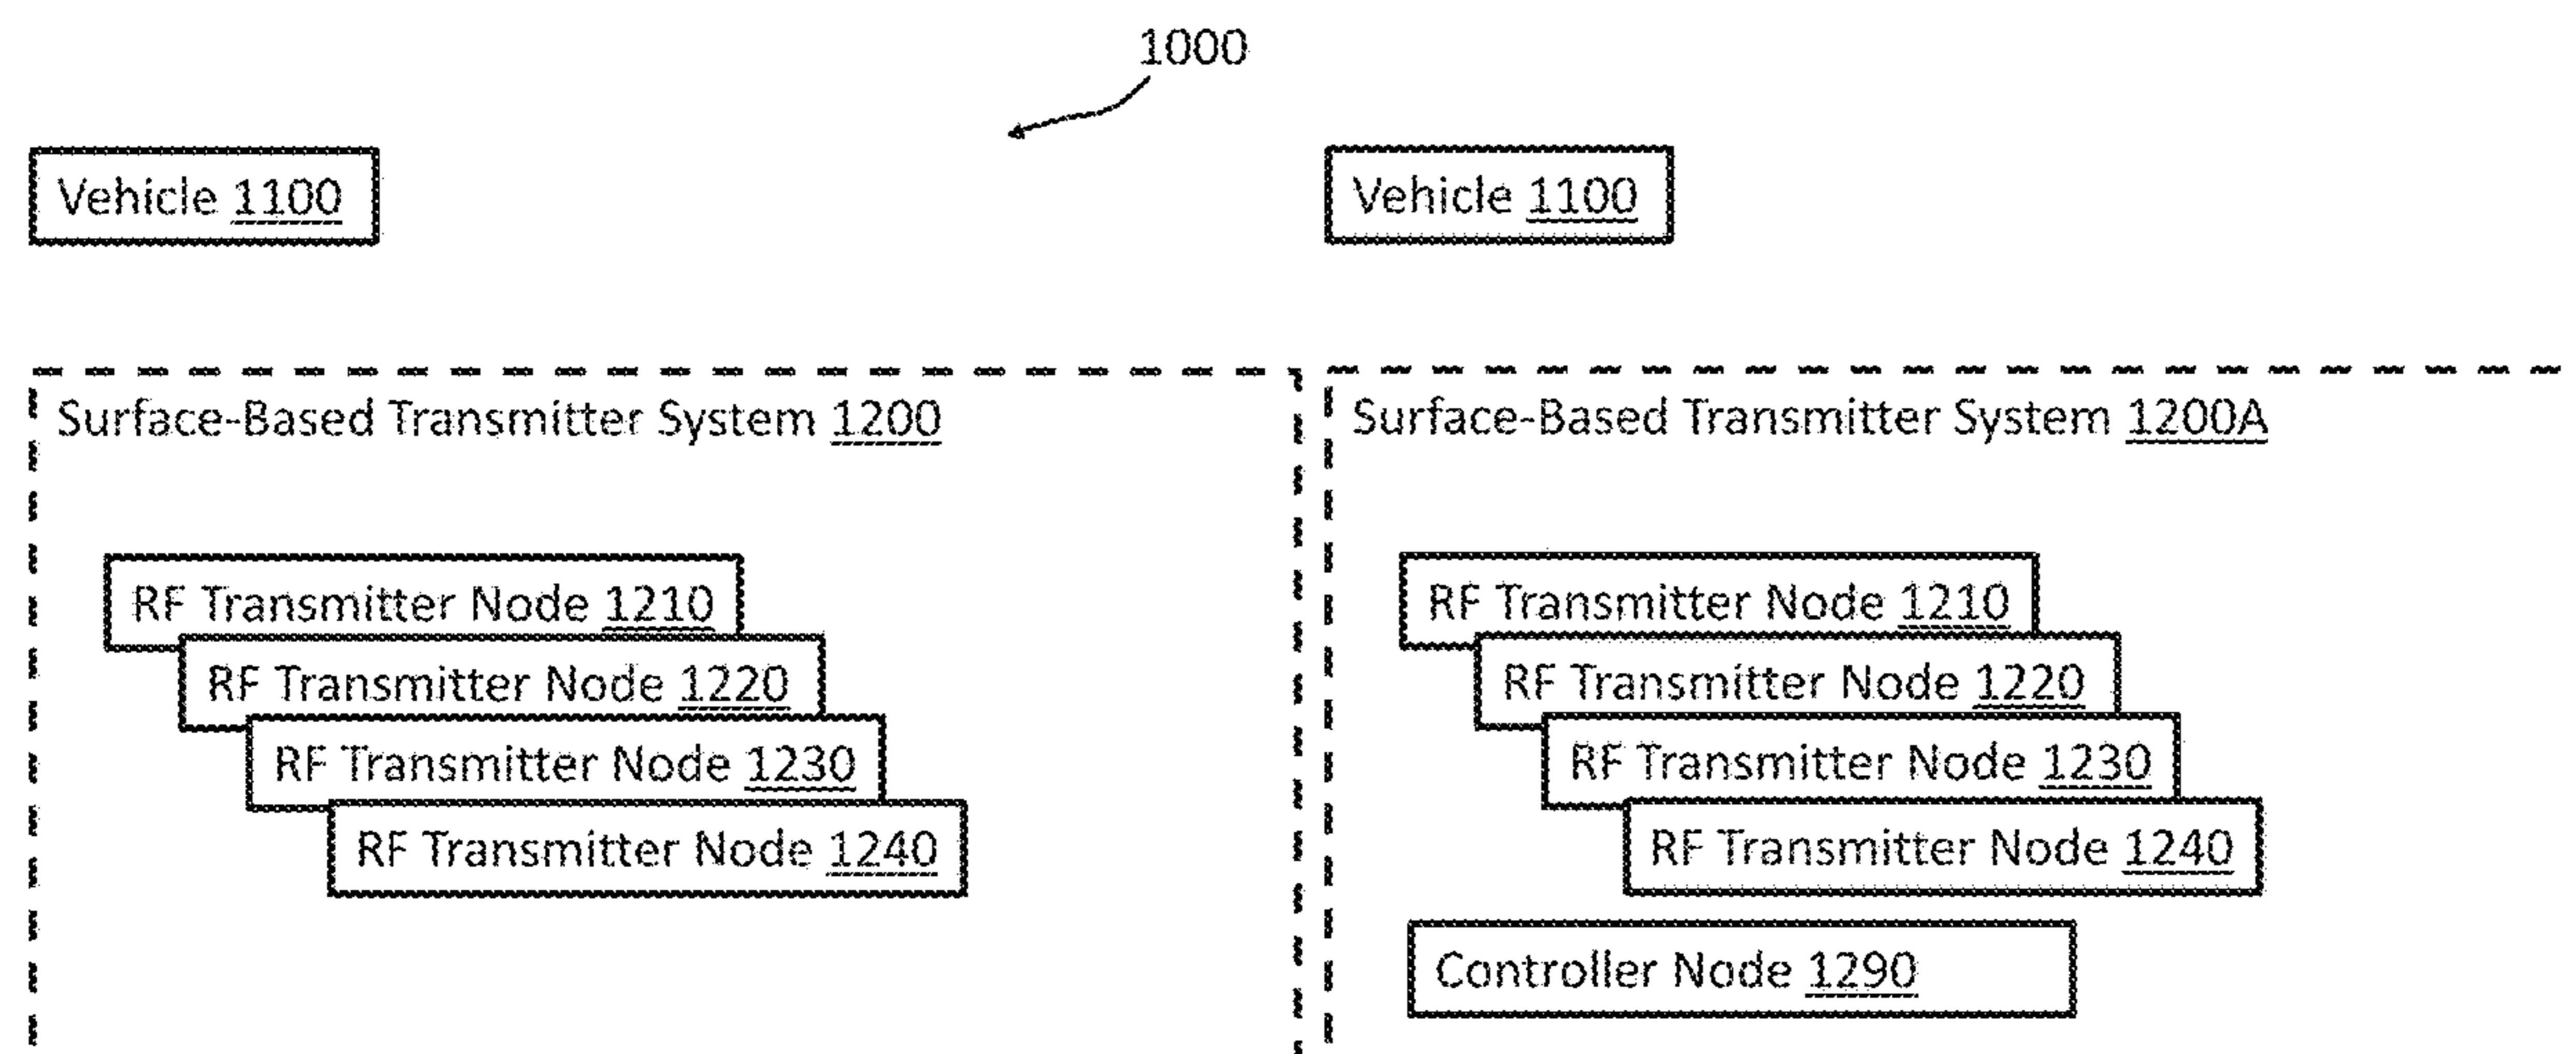 1000
Vehicle 1100
Vehicle 1100
Surface-Based Transmitter System 1200
RF Transmitter Node 1210
RF Transmitter Node 1220
RF Transmitter Node 1230
RF Transmitter Node 1240
Surface-Based Transmitter System 1200A
RF Transmitter Node 1210
RF Transmitter Node 1220
RF Transmitter Node 1230
RF Transmitter Node 1240
Controller Node 1290